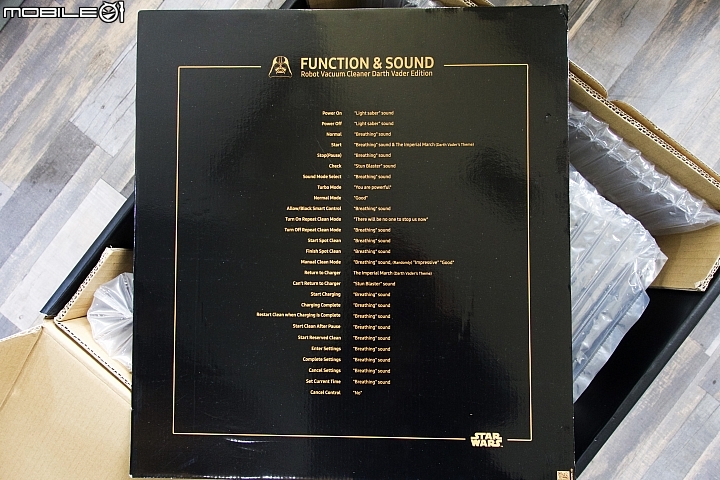 MOBILE01
FUNCTION & SOUND
Robot Vacuum Cleaner Darth Vader Edition
Power On "Light saber" sound
Power Off "Light saber" sound
Normal "Breathing" sound
Start "Breathing" sound & The Imperial March (Darth Vader's Theme)
Stop(Pause) "Breathing" sound
Check "Stun Blaster" sound
Sound Mode Select "Breathing" sound
Turbo Mode "You are powerful"
Normal Mode "Good"
Allow/Block Smart Control "Breathing" sound
Turn On Repeat Clean Mode "There will be no one to stop us now"
Turn Off Repeat Clean Mode "Breathing" sound
Start Spot Clean "Breathing" sound
Finish Spot Clean "Breathing" sound
Manual Clean Mode "Breathing" sound, (Randomly) "Impressive" "Good"
Return to Charger The Imperial March (Darth Vader's Theme)
Can't Return to Charger "Stun Blaster" sound
Start Charging "Breathing" sound
Charging Complete "Breathing" sound
Restart Clean when Charging Is Complete "Breathing" sound
Start Clean After Pause "Breathing" sound
Start Reserved Clean "Breathing" sound
Enter Settings "Breathing" sound
Complete Settings "Breathing" sound
Cancel Settings "Breathing" sound
Set Current Time "Breathing" sound
Cancel Control "No"
STAR WARS